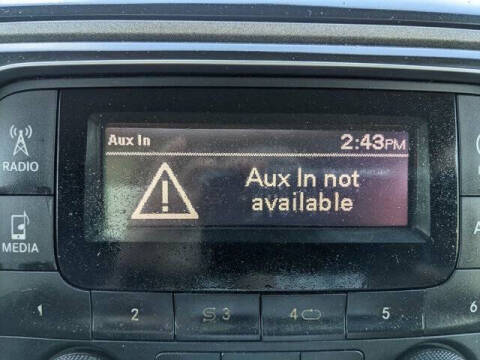 Aux In
2:43PM
RADIO
Aux In not
available
MEDIA
1
2
3
4
5
6